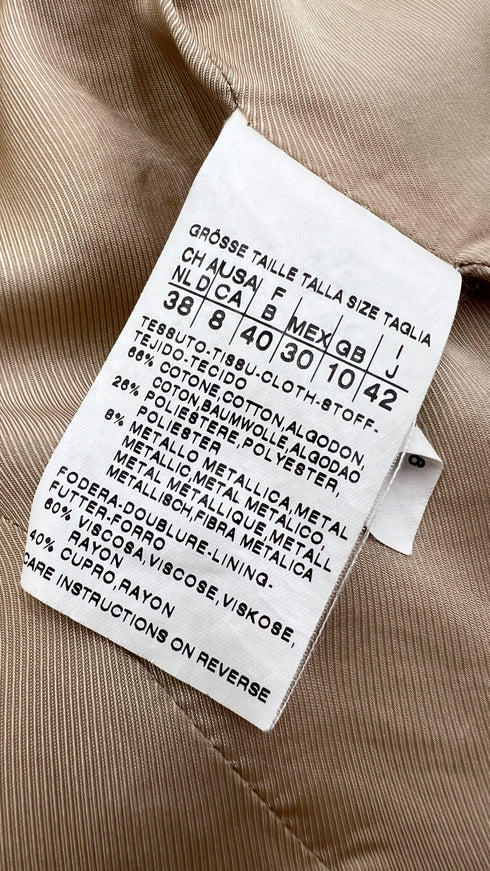 GRÖSSE TAILLE TALLA SIZE TAGLIA
CH A USA F I
NL D CA B MEX GB J
38 8 40 30 10 42
TESSUTO-TISSU-CLOTH-STOFF-
TEJIDO-TECIDO
66% COTONE,COTTON,ALGODON,
COTON,BAUMWOLLE,ALGODAO
26% POLIESTERE,POLYESTER,
POLIESTER
8% METALLO METALLICA,METAL
METALLIC,METAL METALICO,
METAL METALLIQUE,METALL
METALLISCH,FIBRA METALICA
FODERA-DOUBLURE-LINING-
FUTTER-FORRO
60% VISCOSA,VISCOSE,VISKOSE,
RAYON
40% CUPRO,RAYON
CARE INSTRUCTIONS ON REVERSE